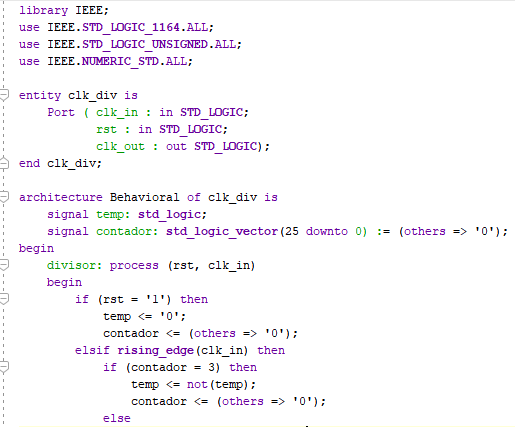 library IEEE;
use IEEE.STD_LOGIC_1164.ALL;
use IEEE.STD_LOGIC_UNSIGNED.ALL;
use IEEE.NUMERIC_STD.ALL;
entity clk_div is
Port ( clk_in : in STD_LOGIC;
rst : in STD_LOGIC;
clk_out : out STD_LOGIC);
end clk_div;
architecture Behavioral of clk_div is
signal temp: std_logic;
signal contador: std_logic_vector(25 downto 0) := (others => '0');
begin
divisor: process (rst, clk_in)
begin
if (rst = '1') then
temp <= '0';
contador <= (others => '0');
elsif rising_edge(clk_in) then
if (contador = 3) then
temp <= not(temp);
contador <= (others => '0');
else